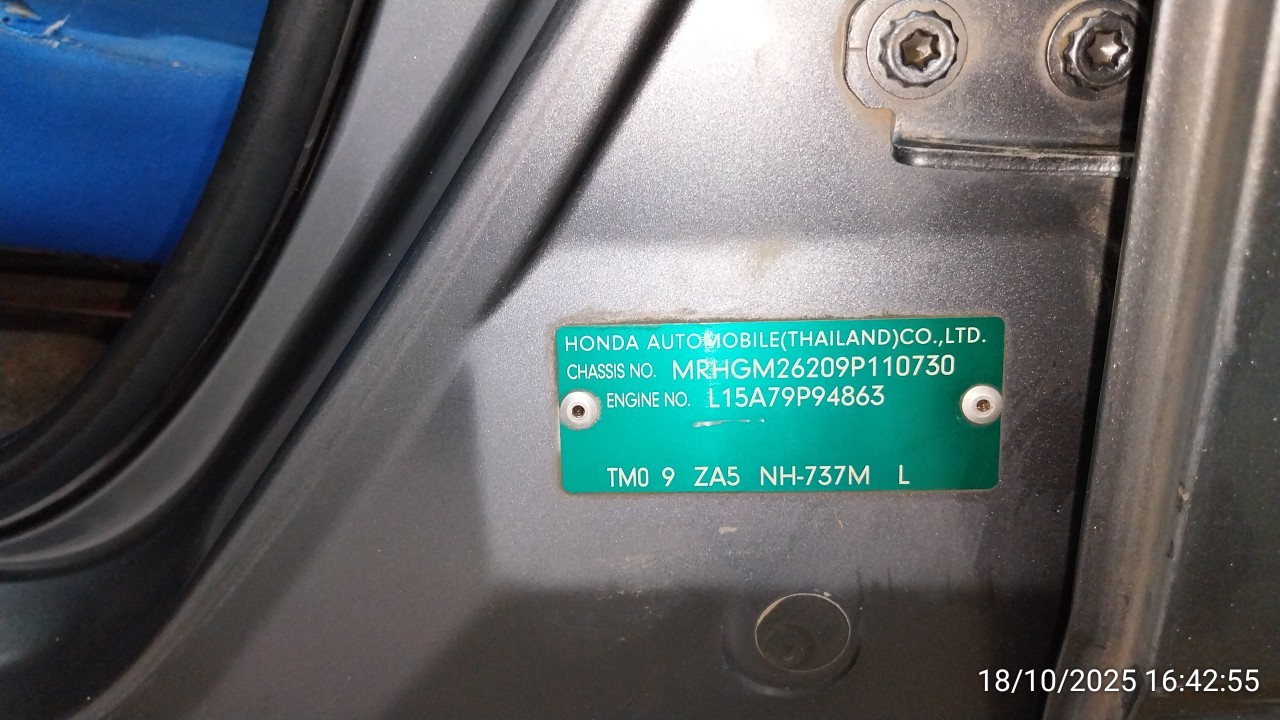 HONDA AUTOMOBILE(THAILAND)CO.,LTD.
CHASSIS NO. MRHGM26209P110730
ENGINE NO. L15A79P94863
TM0 9 ZA5 NH-737M L
18/10/2025 16:42:55